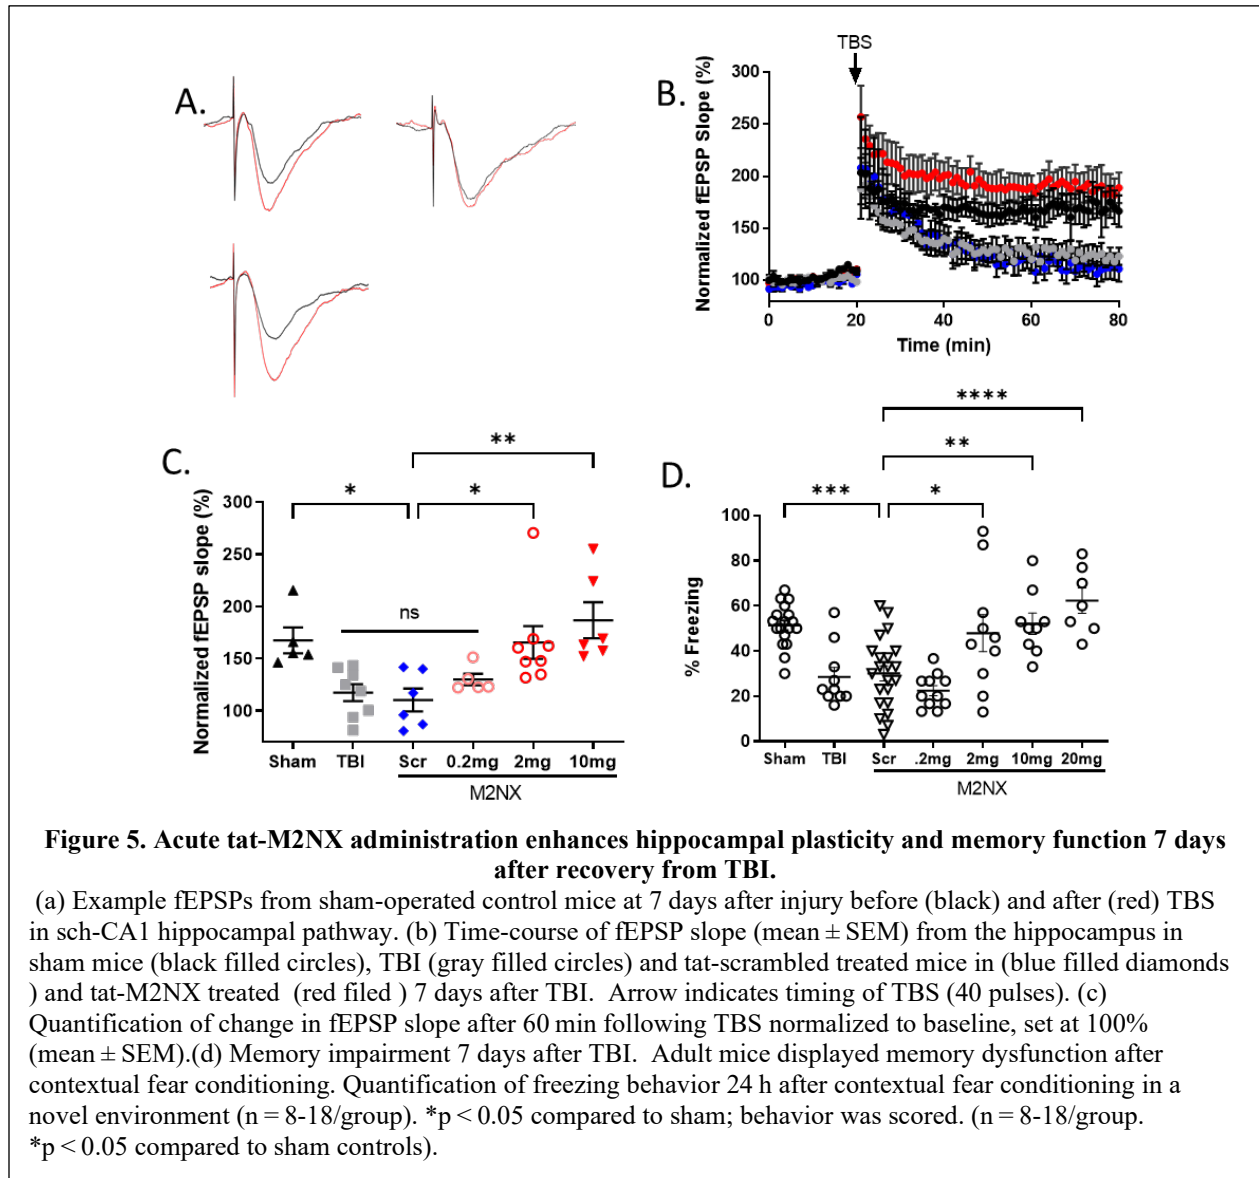 A.
B.
TBS
Normalized fEPSP Slope (%)
300
250
200
150
100
0
20
40
60
80
Time (min)
C.
Normalized fEPSP slope (%)
300
250
200
150
100
*
*
**
ns
Sham
TBI
Scr
0.2mg
2mg
10mg
M2NX
D.
% Freezing
100
80
60
40
20
0
***
*
**
****
Sham
TBI
Scr
.2mg
2mg
10mg
20mg
M2NX
Figure 5. Acute tat-M2NX administration enhances hippocampal plasticity and memory function 7 days
after recovery from TBI.
(a) Example fEPSPs from sham-operated control mice at 7 days after injury before (black) and after (red) TBS
in sch-CA1 hippocampal pathway. (b) Time-course of fEPSP slope (mean ± SEM) from the hippocampus in
sham mice (black filled circles), TBI (gray filled circles) and tat-scrambled treated mice in (blue filled diamonds
) and tat-M2NX treated (red filed ) 7 days after TBI. Arrow indicates timing of TBS (40 pulses). (c)
Quantification of change in fEPSP slope after 60 min following TBS normalized to baseline, set at 100%
(mean ± SEM).(d) Memory impairment 7 days after TBI. Adult mice displayed memory dysfunction after
contextual fear conditioning. Quantification of freezing behavior 24 h after contextual fear conditioning in a
novel environment (n = 8-18/group). *p < 0.05 compared to sham; behavior was scored. (n = 8-18/group.
*p < 0.05 compared to sham controls).